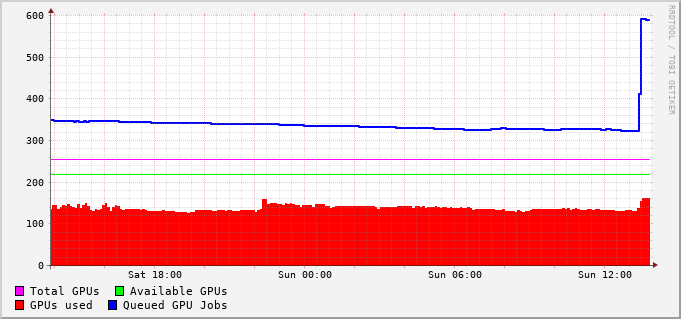 600
500
400
300
200
100
0
Sat 18:00 Sun 00:00 Sun 06:00 Sun 12:00
Total GPUs Available GPUs
GPUs used Queued GPU Jobs
RRDTOOL / TOBI OETIKER